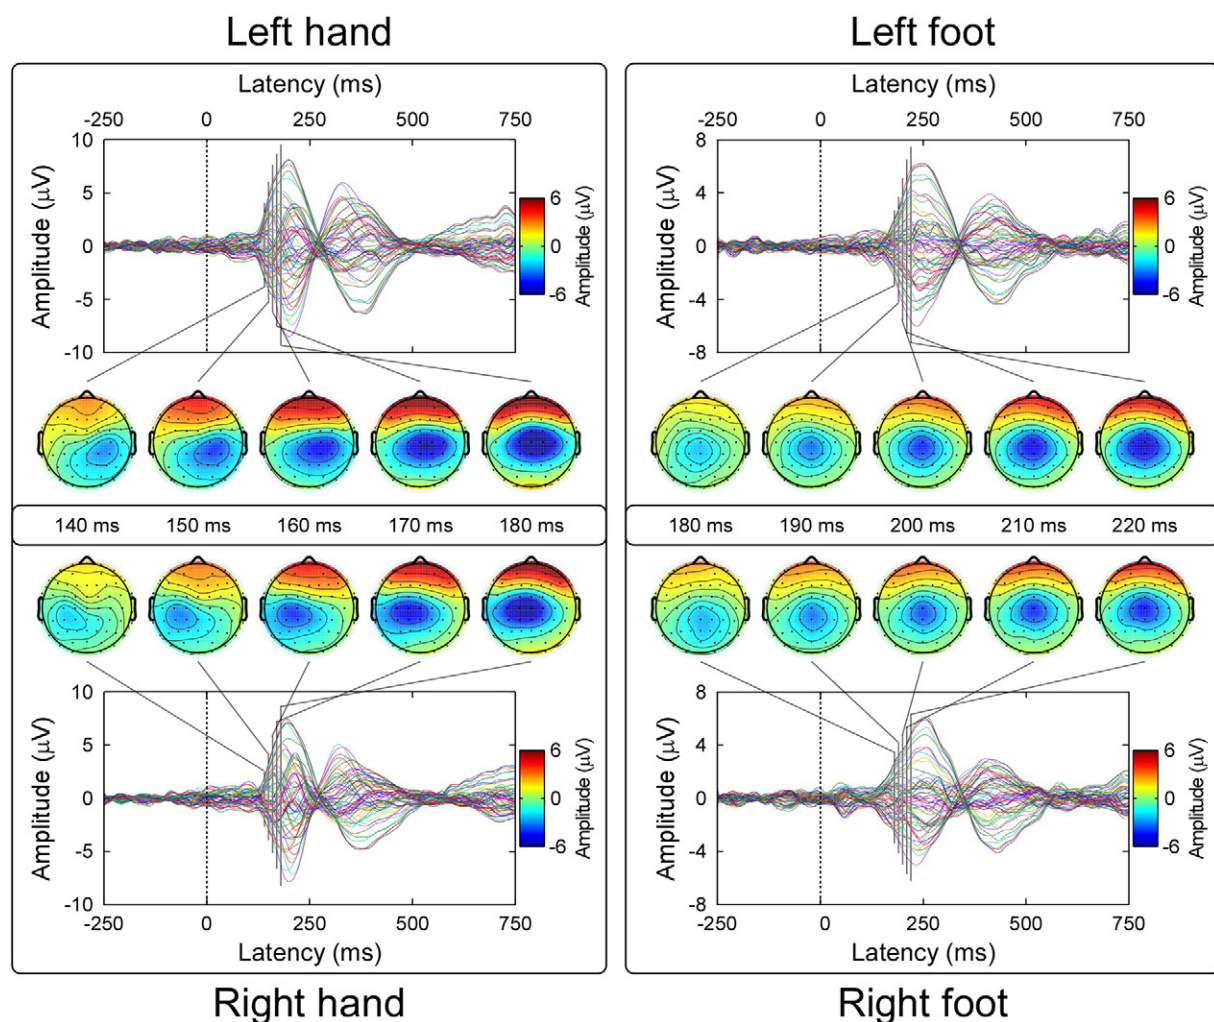 Left hand
Left foot
Latency (ms)
-250 0 250 500 750
10
5
0
-5
-10
Amplitude (μV)
6
0
-6
Amplitude (μV)
Latency (ms)
-250 0 250 500 750
8
4
0
-4
-8
Amplitude (μV)
6
0
-6
Amplitude (μV)
140 ms 150 ms 160 ms 170 ms 180 ms
180 ms 190 ms 200 ms 210 ms 220 ms
10
5
0
-5
-10
Amplitude (μV)
6
0
-6
Amplitude (μV)
-250 0 250 500 750
Latency (ms)
8
4
0
-4
-8
Amplitude (μV)
6
0
-6
Amplitude (μV)
-250 0 250 500 750
Latency (ms)
Right hand
Right foot